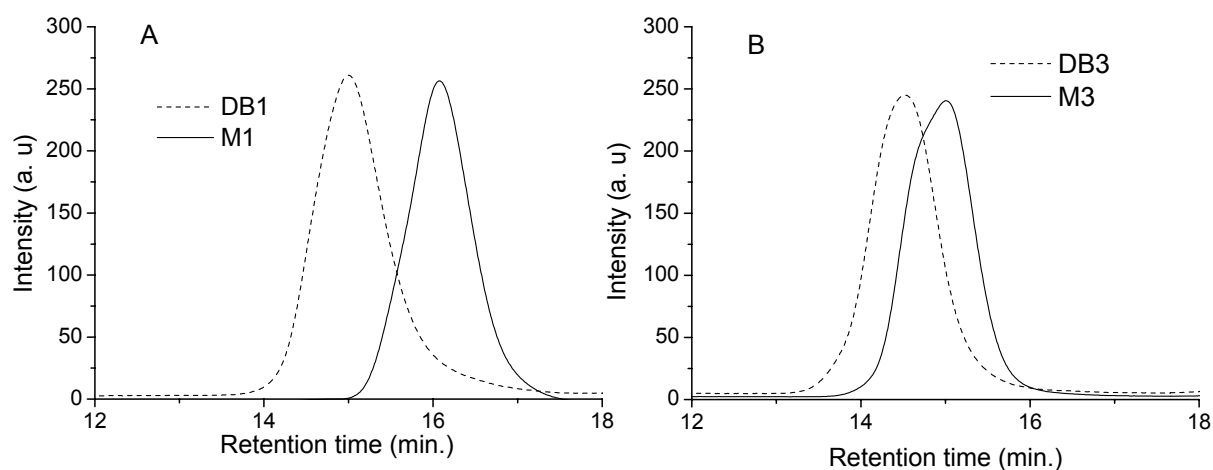 A
DB1
M1
300
250
200
150
100
50
0
12
14
16
18
Intensity (a. u)
Retention time (min.)
B
DB3
M3
300
250
200
150
100
50
0
12
14
16
18
Intensity (a. u)
Retention time (min.)